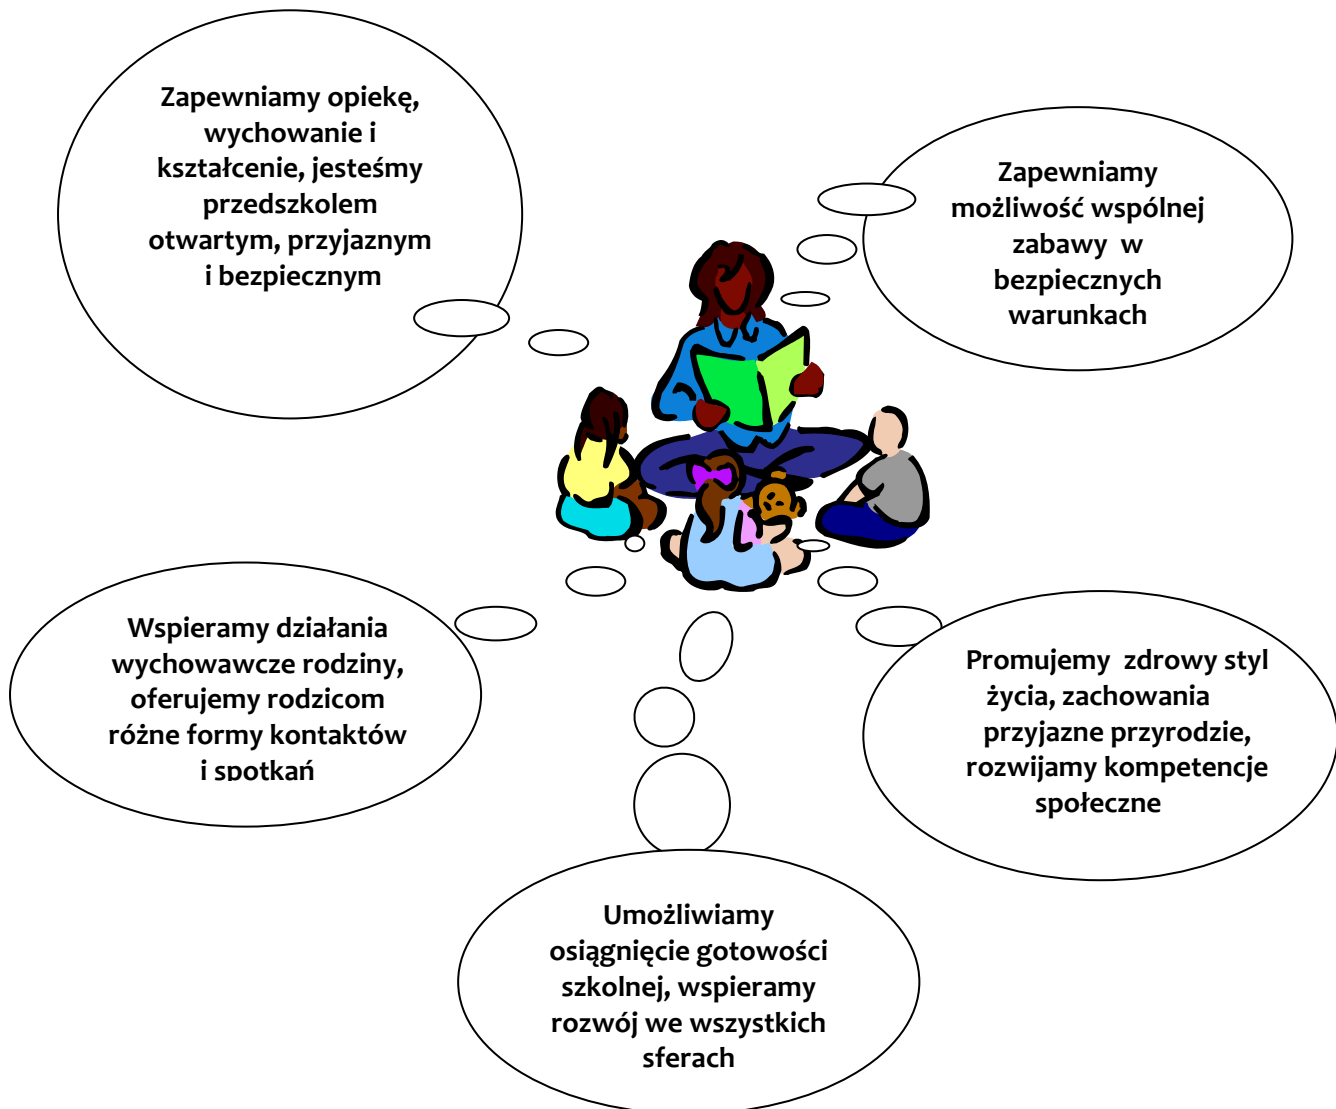 Zapewniamy opiekę,
wychowanie i
kształcenie, jesteśmy
przedszkolem
otwartym, przyjaznym
i bezpiecznym
Zapewniamy
możliwość wspólnej
zabawy w
bezpiecznych
warunkach
Wspieramy działania
wychowawcze rodziny,
oferujemy rodzicom
różne formy kontaktów
i spotkań
Promujemy zdrowy styl
życia, zachowania
przyjazne przyrodzie,
rozwijamy kompetencje
społeczne
Umożliwiamy
osiągnięcie gotowości
szkolnej, wspieramy
rozwój we wszystkich
sferach